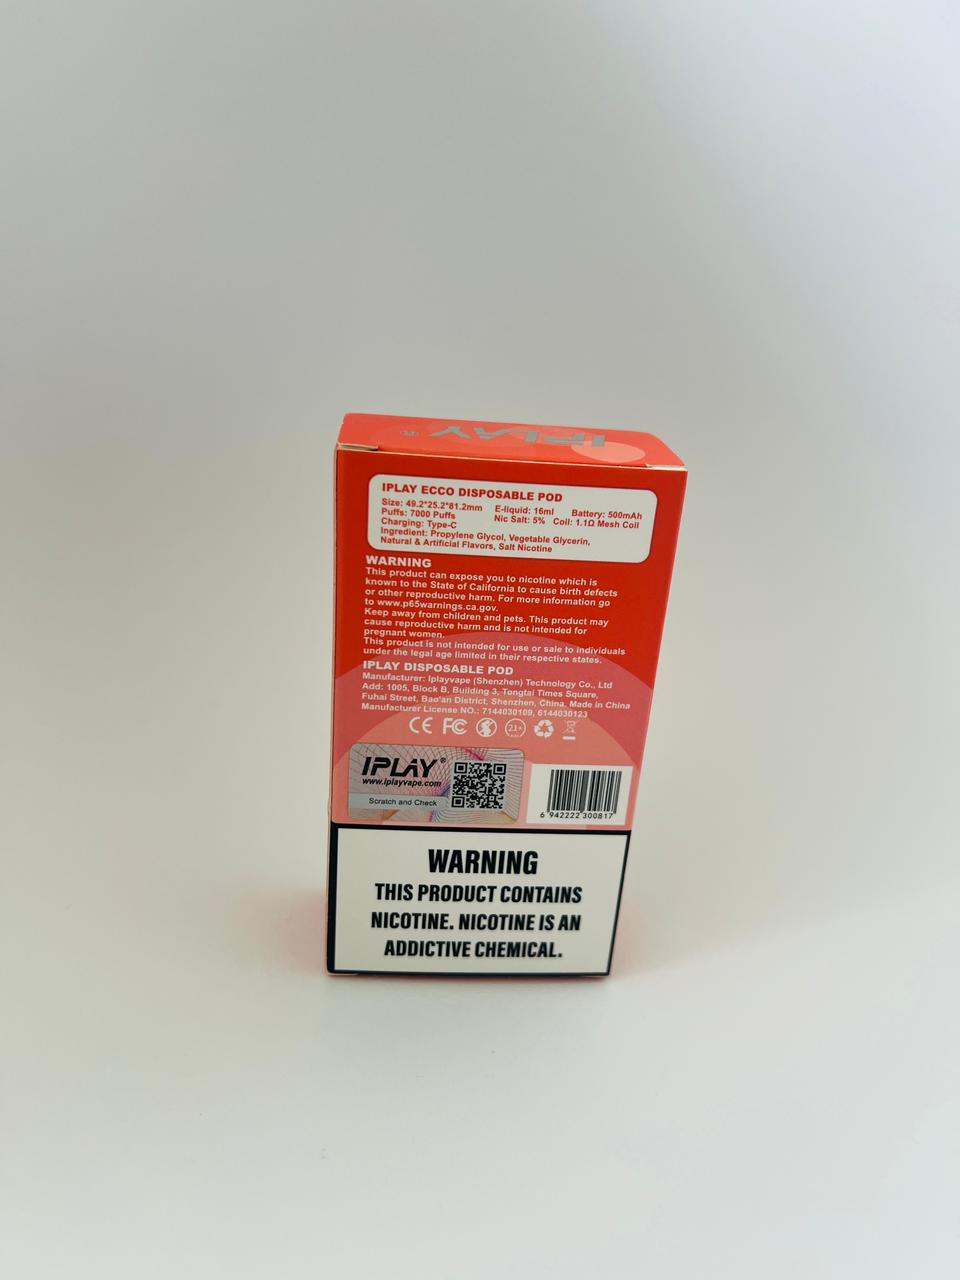 IPLAY ®
IPLAY ECCO DISPOSABLE POD
Size: 49.2*25.2*81.2mm E-liquid: 16ml Battery: 500mAh
Puffs: 7000 Puffs Nic Salt: 5% Coil: 1.1Ω Mesh Coil
Charging: Type-C
Ingredient: Propylene Glycol, Vegetable Glycerin,
Natural & Artificial Flavors, Salt Nicotine
WARNING
This product can expose you to nicotine which is
known to the State of California to cause birth defects
or other reproductive harm. For more information go
to www.p65warnings.ca.gov.
Keep away from children and pets. This product may
cause reproductive harm and is not intended for
pregnant women.
This product is not intended for use or sale to individuals
under the legal age limited in their respective states.
IPLAY DISPOSABLE POD
Manufacturer: Iplayvape (Shenzhen) Technology Co., Ltd
Add: 1005, Block B, Building 3, Tongtai Times Square,
Fuhai Street, Bao'an District, Shenzhen, China. Made in China
Manufacturer License NO.: 7144030109, 6144030123
CE FC 21+
IPLAY ®
www.iplayvape.com
Scratch and Check
6 942222 300817
WARNING
THIS PRODUCT CONTAINS
NICOTINE. NICOTINE IS AN
ADDICTIVE CHEMICAL.